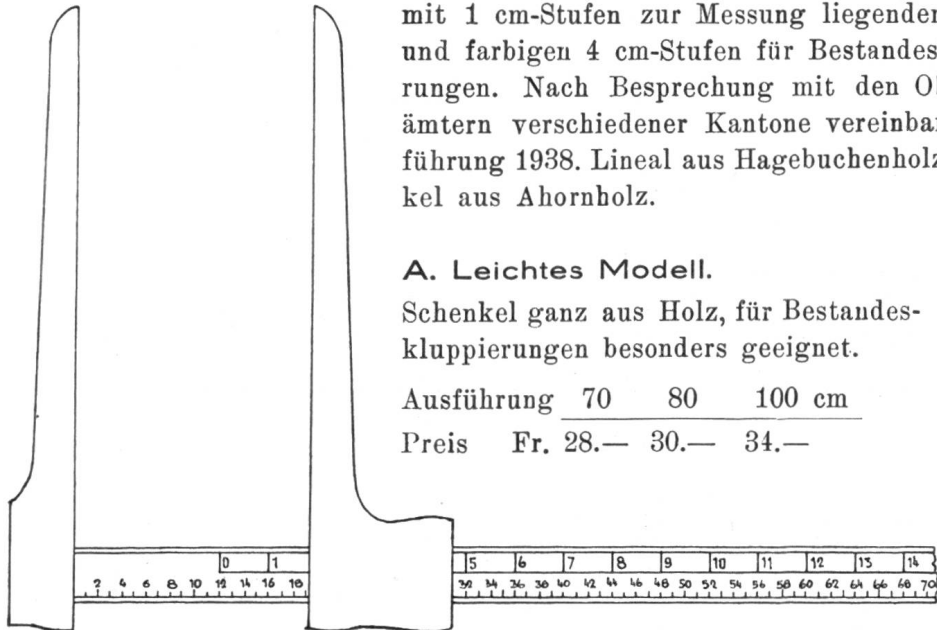 mit 1 cm-Stufen zur Messung liegender
und farbigen 4 cm-Stufen für Bestandes-
rungen. Nach Besprechung mit den O
ämtern verschiedener Kantone vereinbar
führung 1938. Lineal aus Hagebuchenholz
kel aus Ahornholz.
A. Leichtes Modell.
Schenkel ganz aus Holz, für Bestandes-
kluppierungen besonders geeignet.
Ausführung 70 80 100 cm
Preis Fr. 28.— 30.— 34.—
0 1 5 6 7 8 9 10 11 12 13 14
2 4 6 8 10 12 14 16 18 32 34 36 38 40 42 44 46 48 50 52 54 56 58 60 62 64 66 68 70